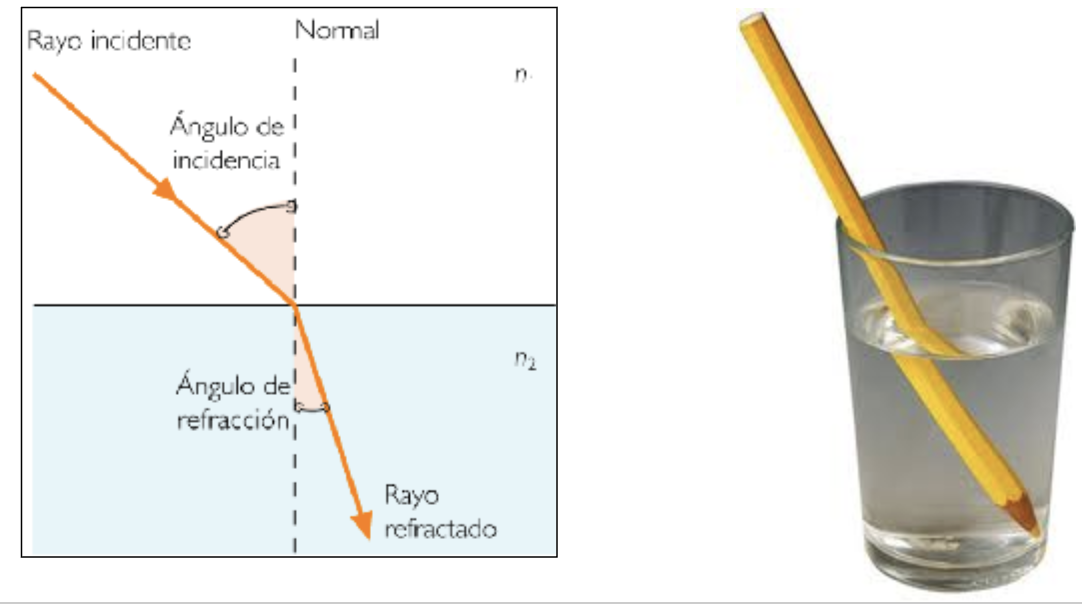 Rayo incidente
Normal
n
Ángulo de
incidencia
n₂
Ángulo de
refracción
Rayo
refractado